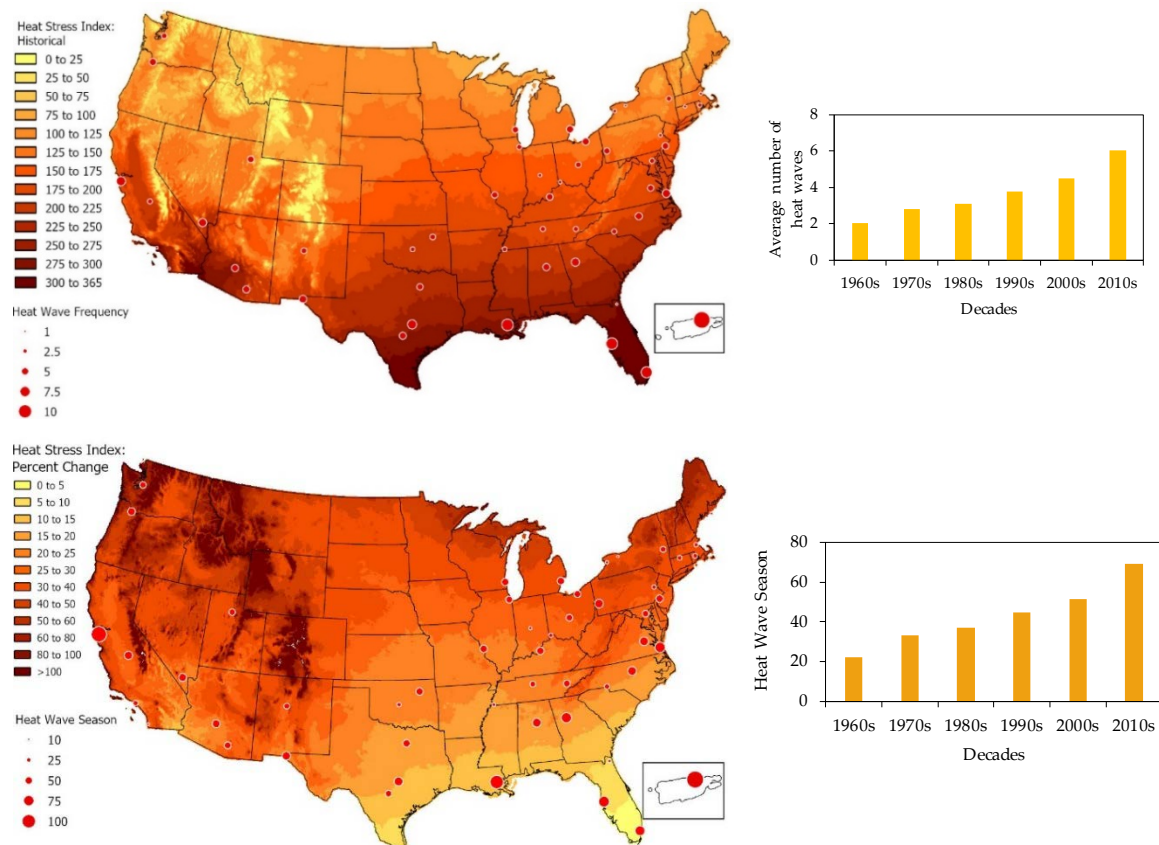 Heat Stress Index:
Historical
0 to 25
25 to 50
50 to 75
75 to 100
100 to 125
125 to 150
150 to 175
175 to 200
200 to 225
225 to 250
250 to 275
275 to 300
300 to 365
Heat Wave Frequency
1
2.5
5
7.5
10
Average number of
heat waves
8
6
4
2
0
1960s 1970s 1980s 1990s 2000s 2010s
Decades
Heat Stress Index:
Percent Change
0 to 5
5 to 10
10 to 15
15 to 20
20 to 25
25 to 30
30 to 40
40 to 50
50 to 60
60 to 80
80 to 100
>100
Heat Wave Season
10
25
50
75
100
Heat Wave Season
80
60
40
20
0
1960s 1970s 1980s 1990s 2000s 2010s
Decades